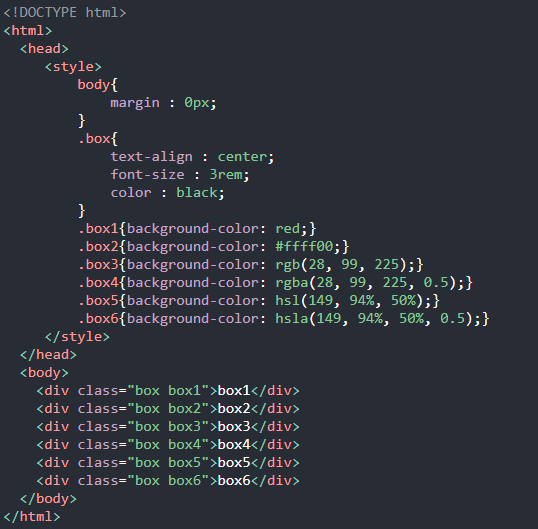 <!DOCTYPE html>
<html>
  <head>
     <style>
         body{
             margin : 0px;
         }
         .box{
             text-align : center;
             font-size : 3rem;
             color : black;
         }
         .box1{background-color: red;}
         .box2{background-color: #ffff00;}
         .box3{background-color: rgb(28, 99, 225);}
         .box4{background-color: rgba(28, 99, 225, 0.5);}
         .box5{background-color: hsl(149, 94%, 50%);}
         .box6{background-color: hsla(149, 94%, 50%, 0.5);}
     </style>
  </head>
  <body>
    <div class="box box1">box1</div>
    <div class="box box2">box2</div>
    <div class="box box3">box3</div>
    <div class="box box4">box4</div>
    <div class="box box5">box5</div>
    <div class="box box6">box6</div>
  </body>
</html>